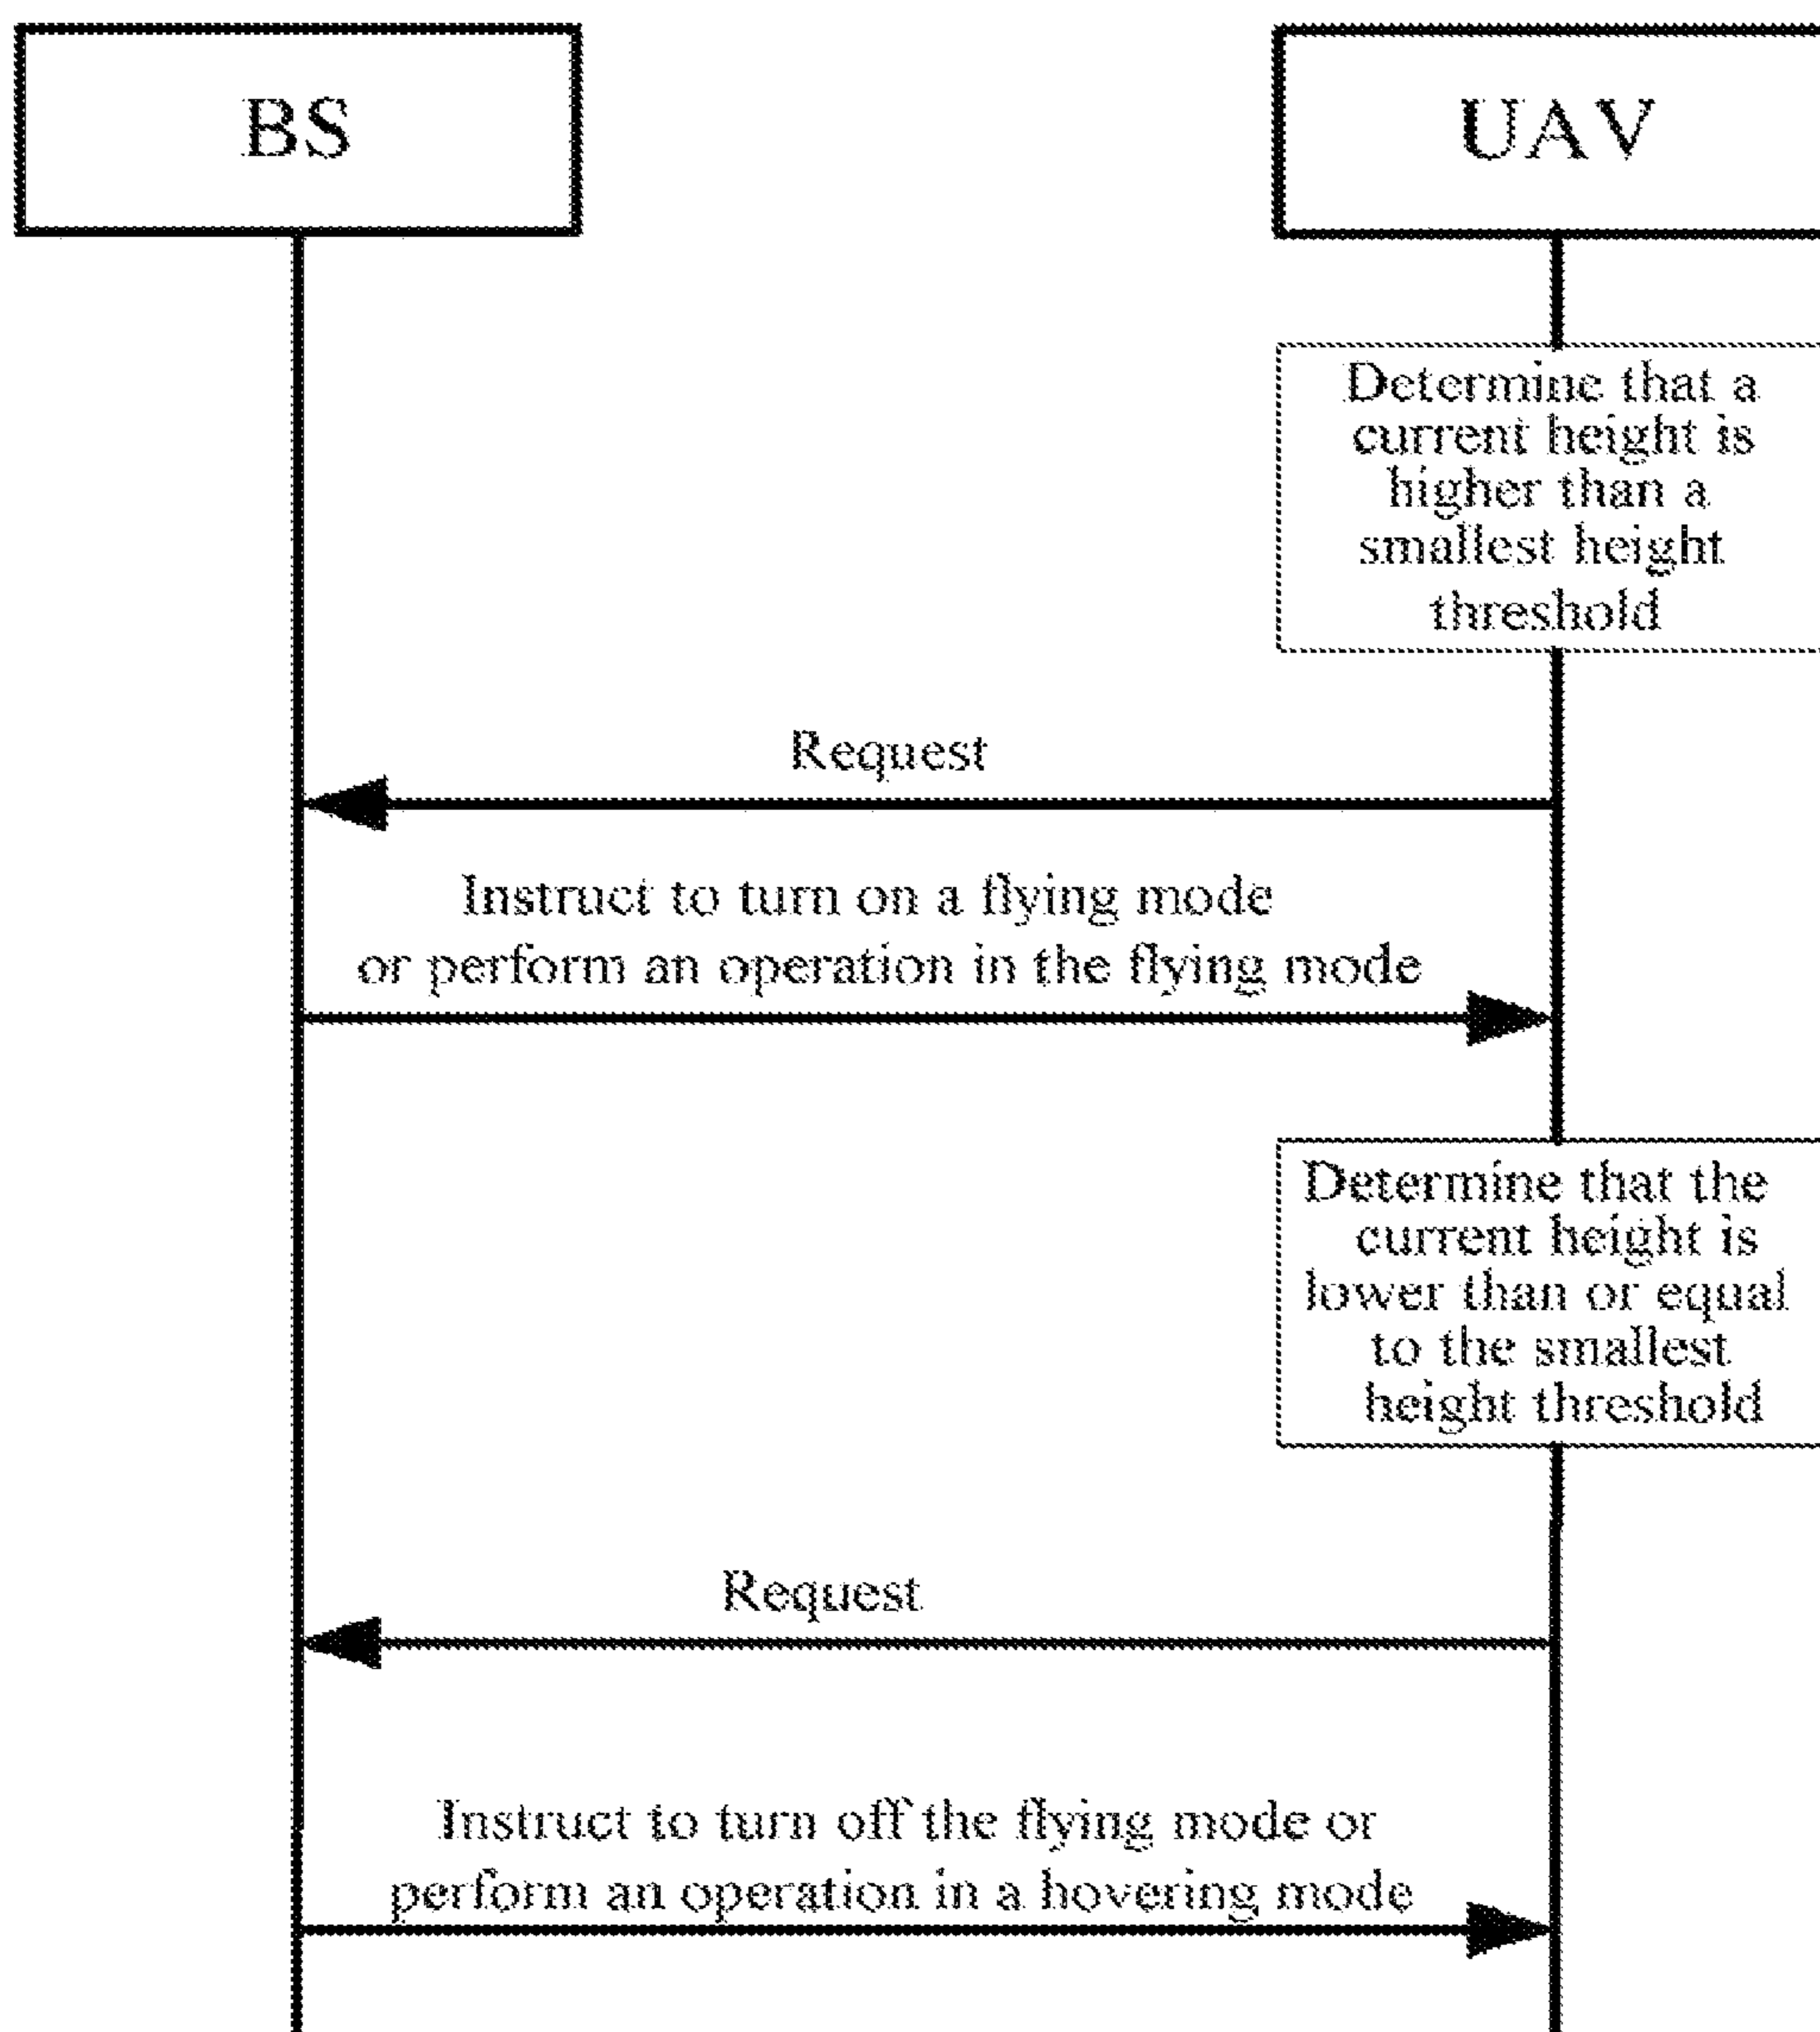 BS
UAV
Determine that a
current height is
higher than a
smallest height
threshold
Request
Instruct to turn on a flying mode
or perform an operation in the flying mode
Determine that the
current height is
lower than or equal
to the smallest
height threshold
Request
Instruct to turn off the flying mode or
perform an operation in a hovering mode